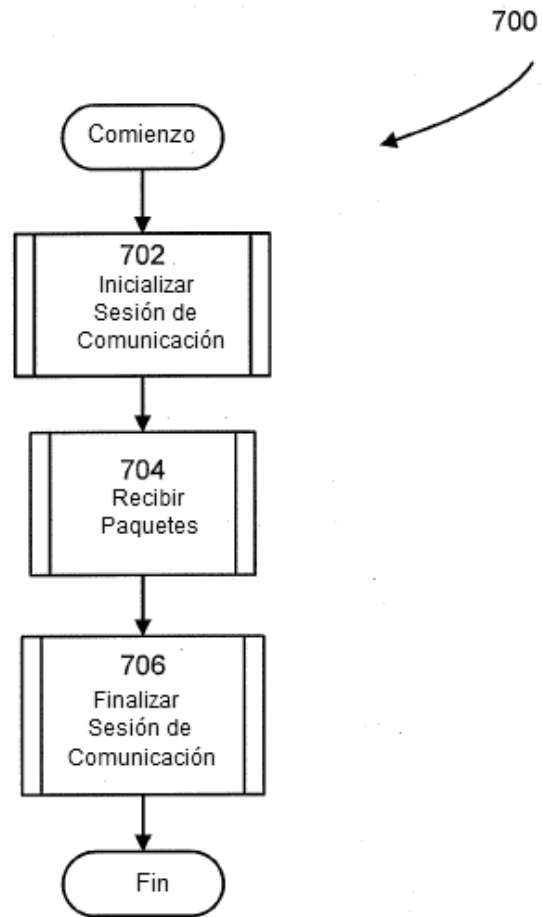 700
Comienzo
702
Inicializar
Sesión de
Comunicación
704
Recibir
Paquetes
706
Finalizar
Sesión de
Comunicación
Fin